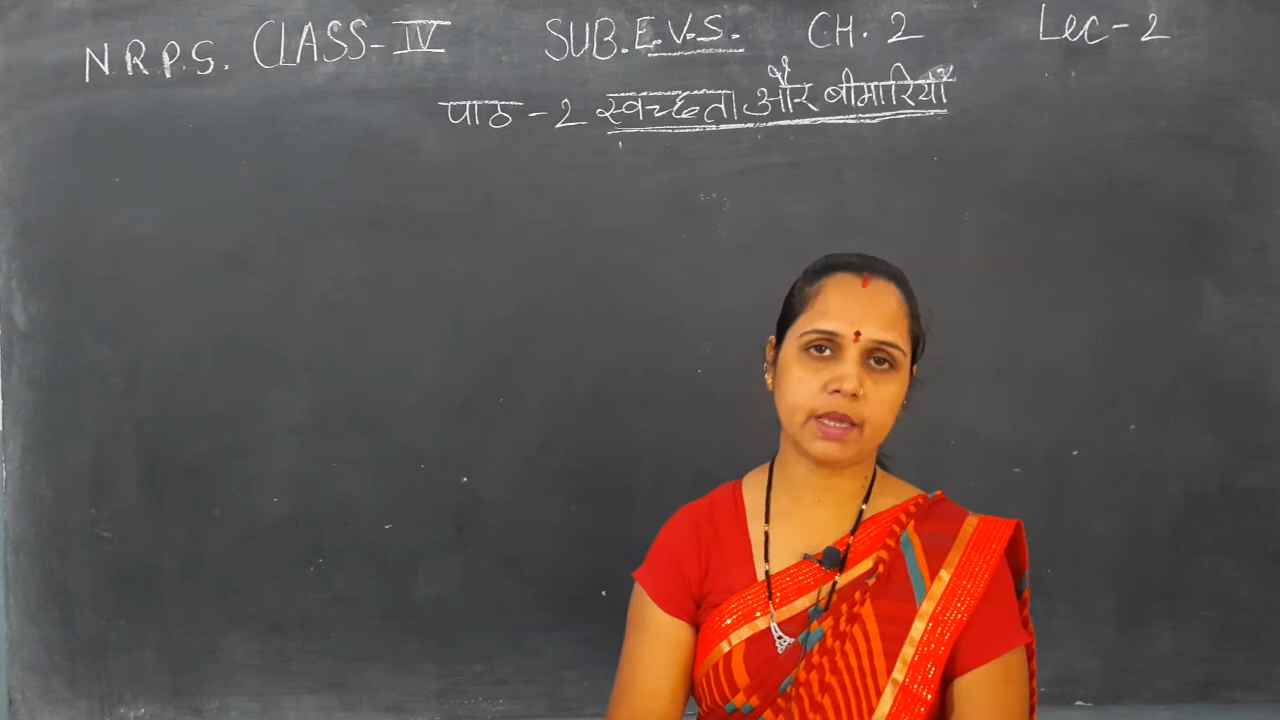 N.R.P.S. CLASS-IV SUB.E.V.S. CH.2 Lec-2
पाठ-2 स्वच्छता और बीमारियाँ